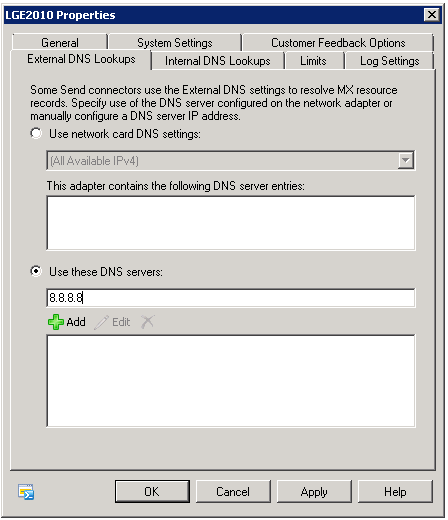 LGE2010 Properties
General
System Settings
Customer Feedback Options
External DNS Lookups
Internal DNS Lookups
Limits
Log Settings
Some Send connectors use the External DNS settings to resolve MX resource
records. Specify use of the DNS server configured on the network adapter or
manually configure a DNS server IP address.
Use network card DNS settings:
(All Available IPv4)
This adapter contains the following DNS server entries:
Use these DNS servers:
8.8.8.8
Add
Edit
OK
Cancel
Apply
Help